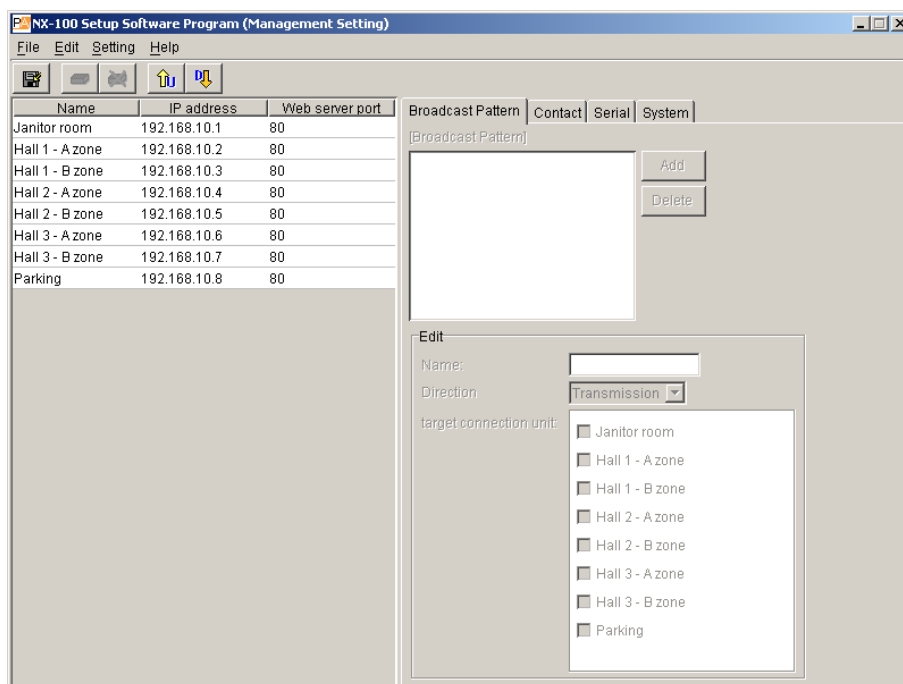 PA NX-100 Setup Software Program (Management Setting)
File Edit Setting Help
U D
Name IP address Web server port
Janitor room 192.168.10.1 80
Hall 1 - A zone 192.168.10.2 80
Hall 1 - B zone 192.168.10.3 80
Hall 2 - A zone 192.168.10.4 80
Hall 2 - B zone 192.168.10.5 80
Hall 3 - A zone 192.168.10.6 80
Hall 3 - B zone 192.168.10.7 80
Parking 192.168.10.8 80
Broadcast Pattern Contact Serial System
[Broadcast Pattern]
Add
Delete
Edit
Name:
Direction Transmission
target connection unit:
Janitor room
Hall 1 - A zone
Hall 1 - B zone
Hall 2 - A zone
Hall 2 - B zone
Hall 3 - A zone
Hall 3 - B zone
Parking